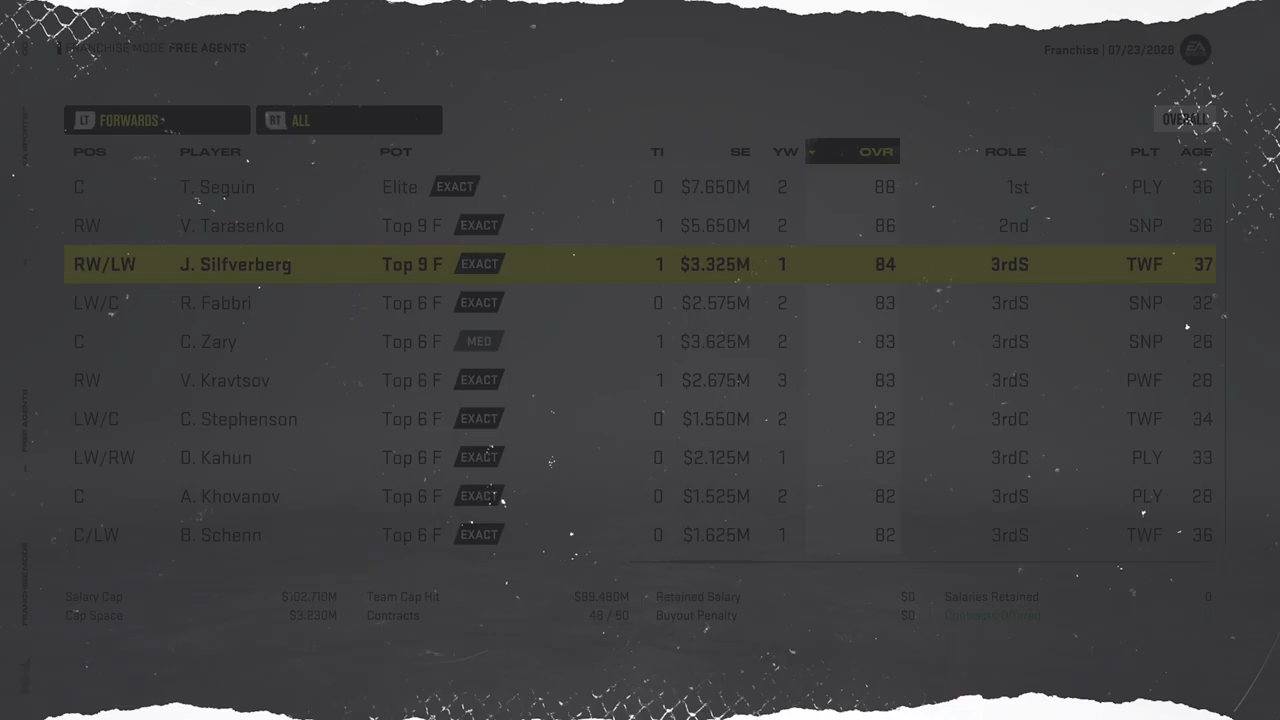 FRANCHISE MODE FREE AGENTS
Franchise | 07/23/2028 EA
LT FORWARDS RT ALL OVERALL
POS PLAYER POT TI SE YW OVR ROLE PLT AGE
C T. Seguin Elite EXACT 0 $7.650M 2 88 1st PLY 36
RW V. Tarasenko Top 9 F EXACT 1 $5.650M 2 86 2nd SNP 36
RW/LW J. Silfverberg Top 9 F EXACT 1 $3.325M 1 84 3rdS TWF 37
LW/C R. Fabbri Top 6 F EXACT 0 $2.575M 2 83 3rdS SNP 32
C C. Zary Top 6 F MED 1 $3.625M 2 83 3rdS SNP 26
RW V. Kravtsov Top 6 F EXACT 1 $2.675M 3 83 3rdS PWF 28
LW/C C. Stephenson Top 6 F EXACT 0 $1.550M 2 82 3rdC TWF 34
LW/RW D. Kahun Top 6 F EXACT 0 $2.125M 1 82 3rdC PLY 33
C A. Khovanov Top 6 F EXACT 0 $1.525M 2 82 3rdS PLY 28
C/LW B. Schenn Top 6 F EXACT 0 $1.625M 1 82 3rdS TWF 36
Salary Cap $102.710M Team Cap Hit $99.480M Retained Salary $0 Salaries Retained 0
Cap Space $3.230M Contracts 48 / 50 Buyout Penalty $0 Contracts Offered
FREE AGENTS
FRANCHISE MODE